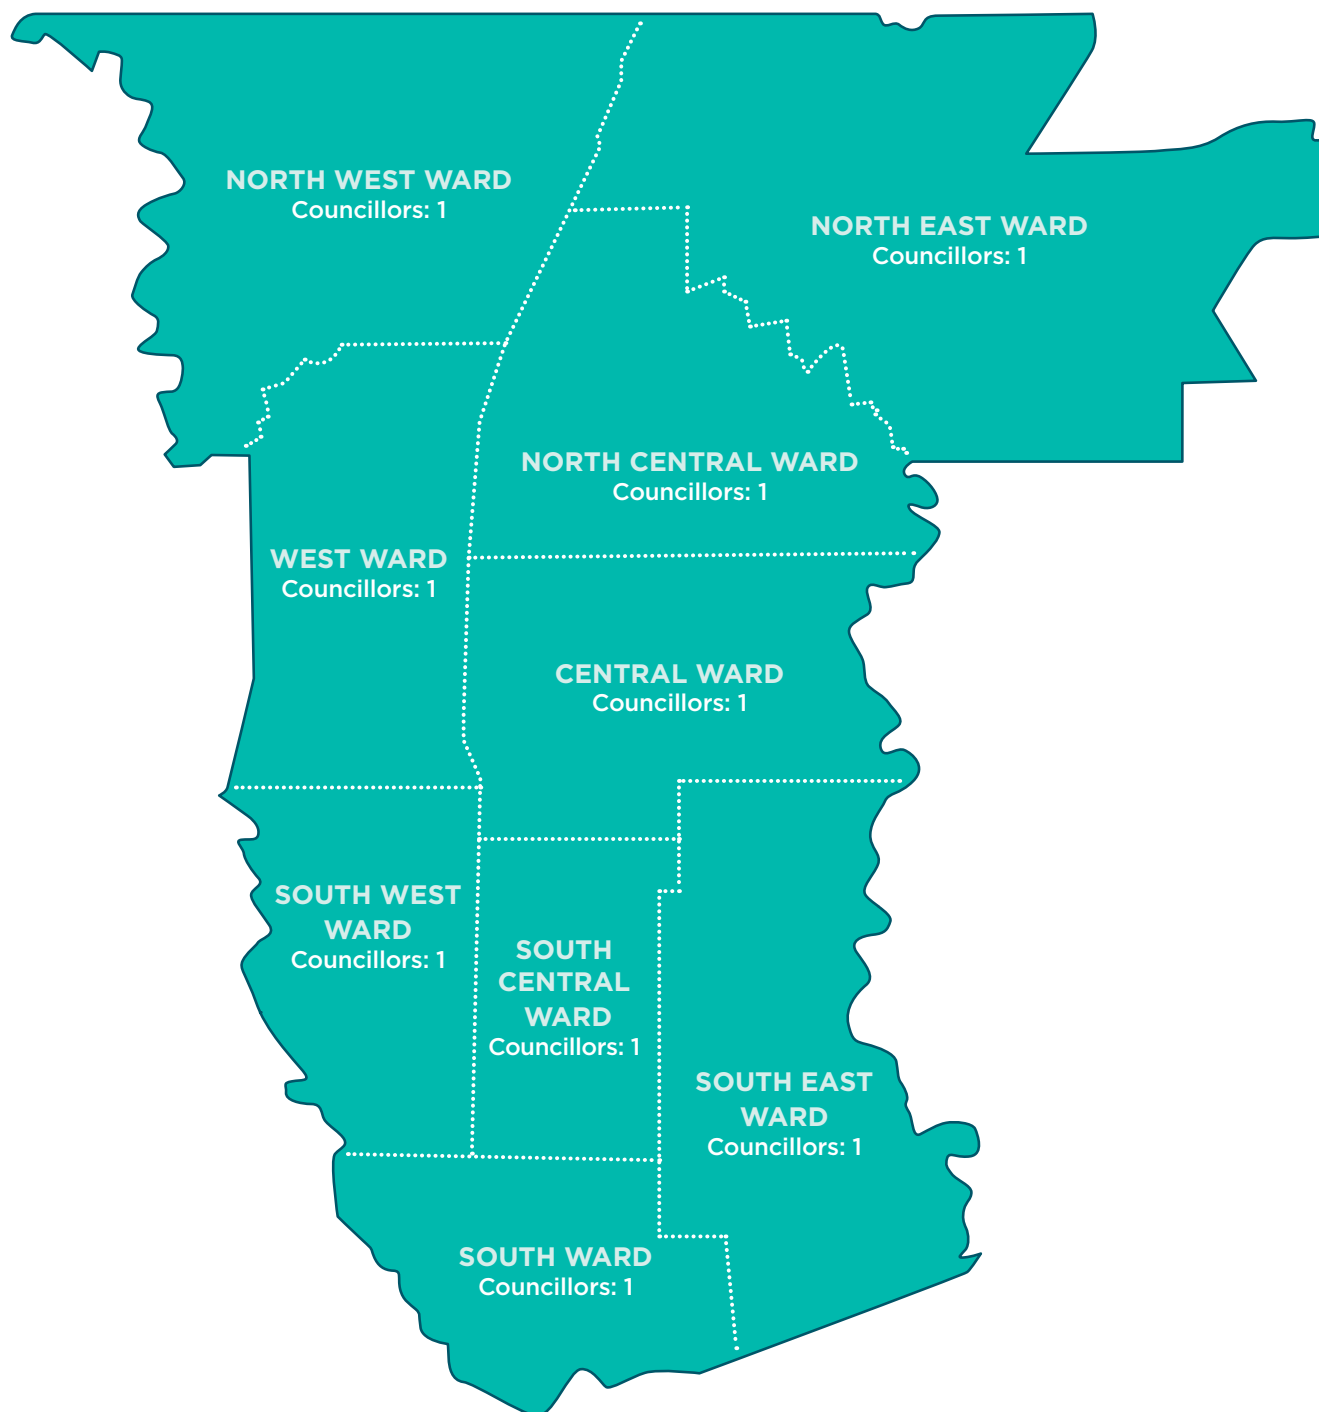 NORTH WEST WARD
Councillors: 1
NORTH EAST WARD
Councillors: 1
NORTH CENTRAL WARD
Councillors: 1
WEST WARD
Councillors: 1
CENTRAL WARD
Councillors: 1
SOUTH WEST
WARD
Councillors: 1
SOUTH
CENTRAL
WARD
Councillors: 1
SOUTH EAST
WARD
Councillors: 1
SOUTH WARD
Councillors: 1